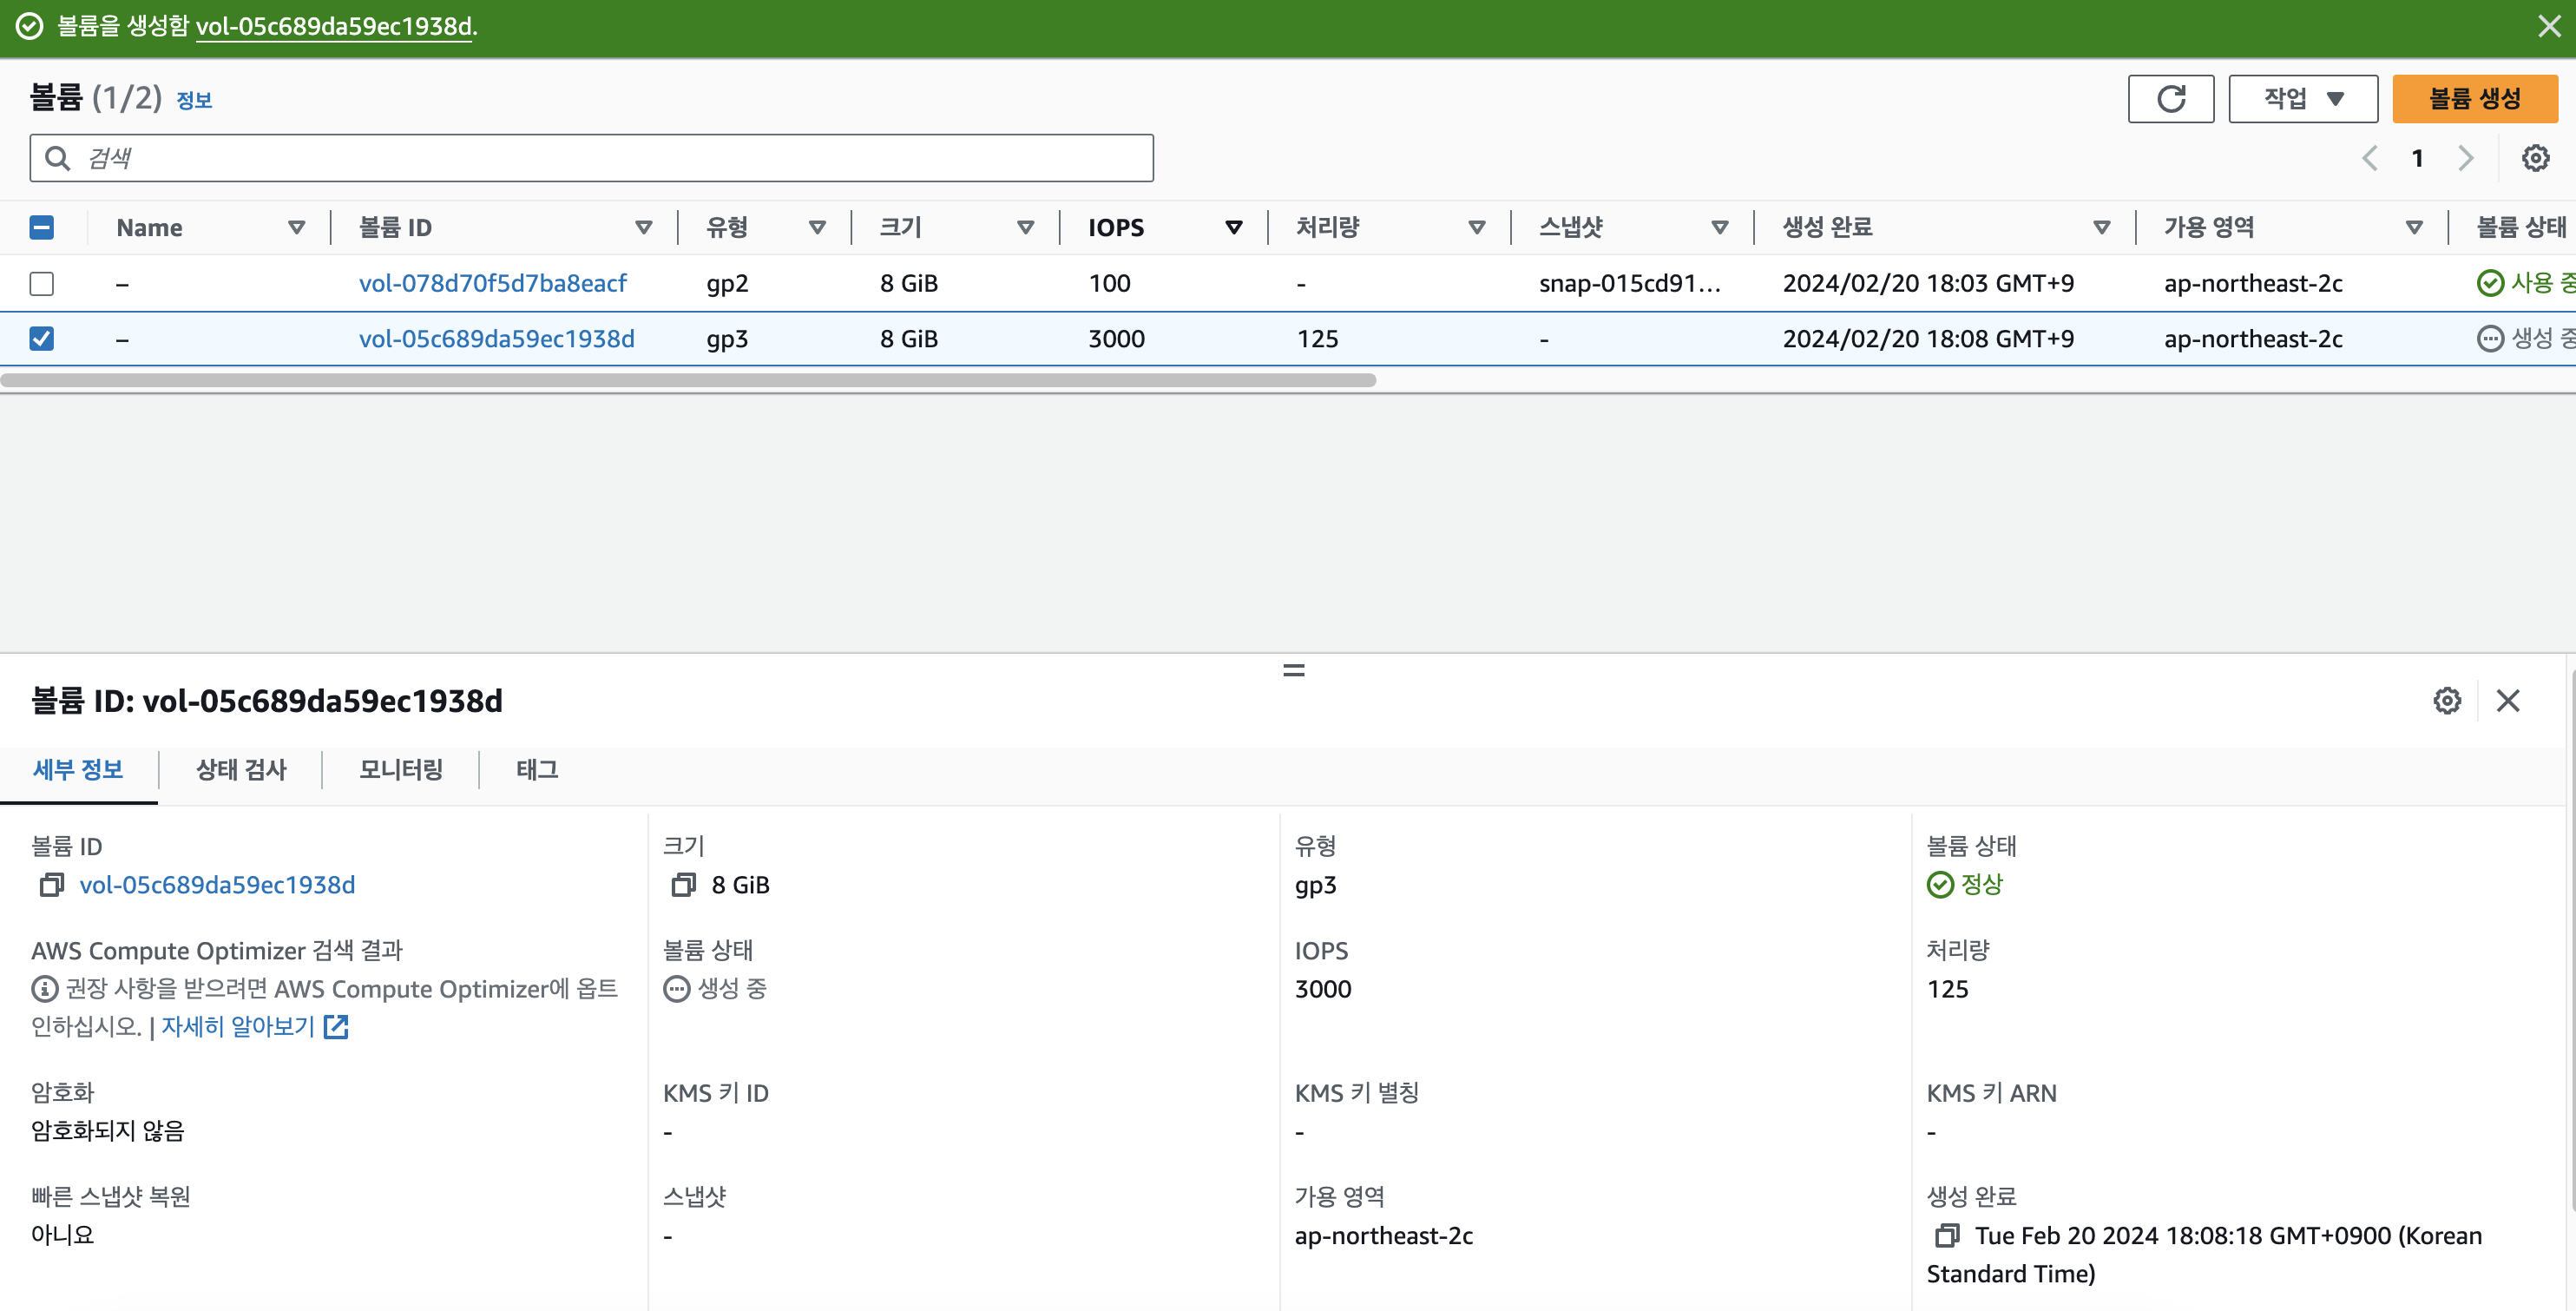 볼륨을 생성함 vol-05c689da59ec1938d.
볼륨 (1/2) 정보
작업
볼륨 생성
검색
1
Name 볼륨 ID 유형 크기 IOPS 처리량 스냅샷 생성 완료 가용 영역 볼륨 상태
– vol-078d70f5d7ba8eacf gp2 8 GiB 100 - snap-015cd91... 2024/02/20 18:03 GMT+9 ap-northeast-2c 사용 중
– vol-05c689da59ec1938d gp3 8 GiB 3000 125 - 2024/02/20 18:08 GMT+9 ap-northeast-2c 생성 중
볼륨 ID: vol-05c689da59ec1938d
세부 정보 상태 검사 모니터링 태그
볼륨 ID 크기 유형 볼륨 상태
vol-05c689da59ec1938d 8 GiB gp3 정상
AWS Compute Optimizer 검색 결과 볼륨 상태 IOPS 처리량
권장 사항을 받으려면 AWS Compute Optimizer에 옵트 생성 중 3000 125
인하십시오. | 자세히 알아보기
암호화 KMS 키 ID KMS 키 별칭 KMS 키 ARN
암호화되지 않음 - - -
빠른 스냅샷 복원 스냅샷 가용 영역 생성 완료
아니요 - ap-northeast-2c Tue Feb 20 2024 18:08:18 GMT+0900 (Korean
Standard Time)